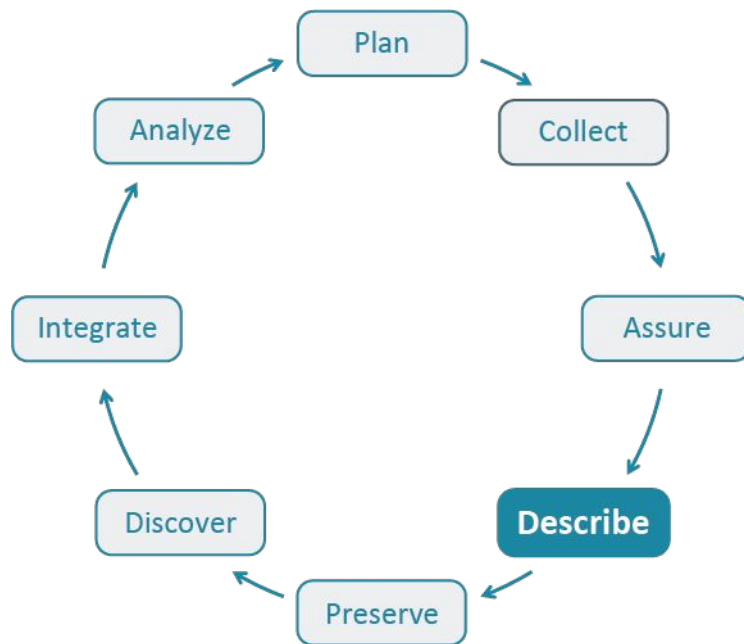 Plan
Collect
Assure
Describe
Preserve
Discover
Integrate
Analyze